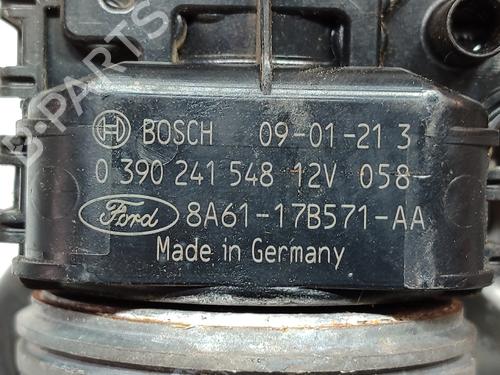 B-PARTS
BOSCH 09-01-21 3
0 390 241 548 12V 058
Ford 8A61-17B571-AA
Made in Germany